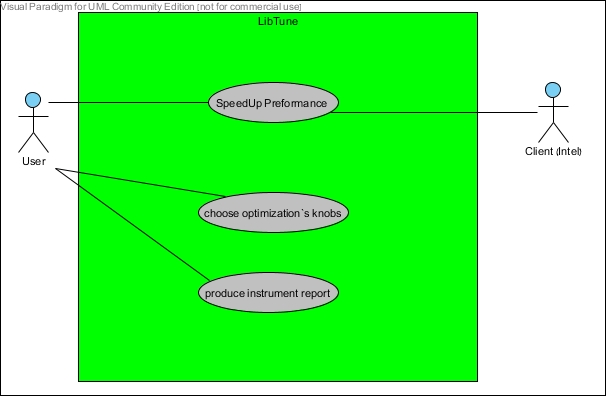 Visual Paradigm for UML Community Edition [not for commercial use]
LibTune
SpeedUp Preformance
User
Client (Intel)
choose optimization`s knobs
produce instrument report